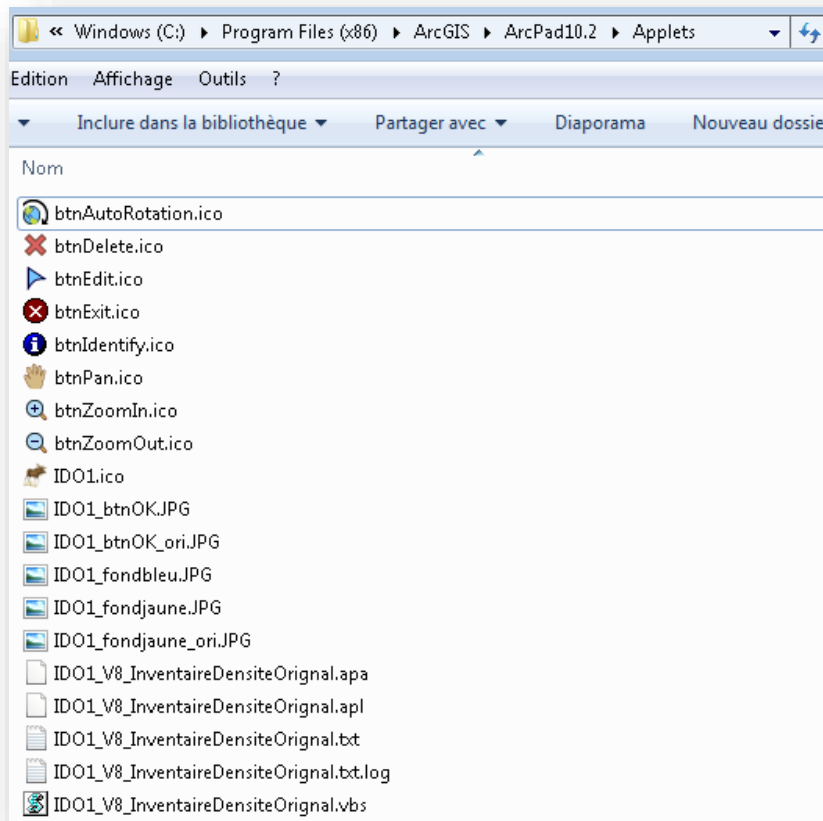 « Windows (C:) ▸ Program Files (x86) ▸ ArcGIS ▸ ArcPad10.2 ▸ Applets
Edition Affichage Outils ?
Inclure dans la bibliothèque Partager avec Diaporama Nouveau dossie
Nom
btnAutoRotation.ico
btnDelete.ico
btnEdit.ico
btnExit.ico
btnIdentify.ico
btnPan.ico
btnZoomIn.ico
btnZoomOut.ico
IDO1.ico
IDO1_btnOK.JPG
IDO1_btnOK_ori.JPG
IDO1_fondbleu.JPG
IDO1_fondjaune.JPG
IDO1_fondjaune_ori.JPG
IDO1_V8_InventaireDensiteOrignal.apa
IDO1_V8_InventaireDensiteOrignal.apl
IDO1_V8_InventaireDensiteOrignal.txt
IDO1_V8_InventaireDensiteOrignal.txt.log
IDO1_V8_InventaireDensiteOrignal.vbs